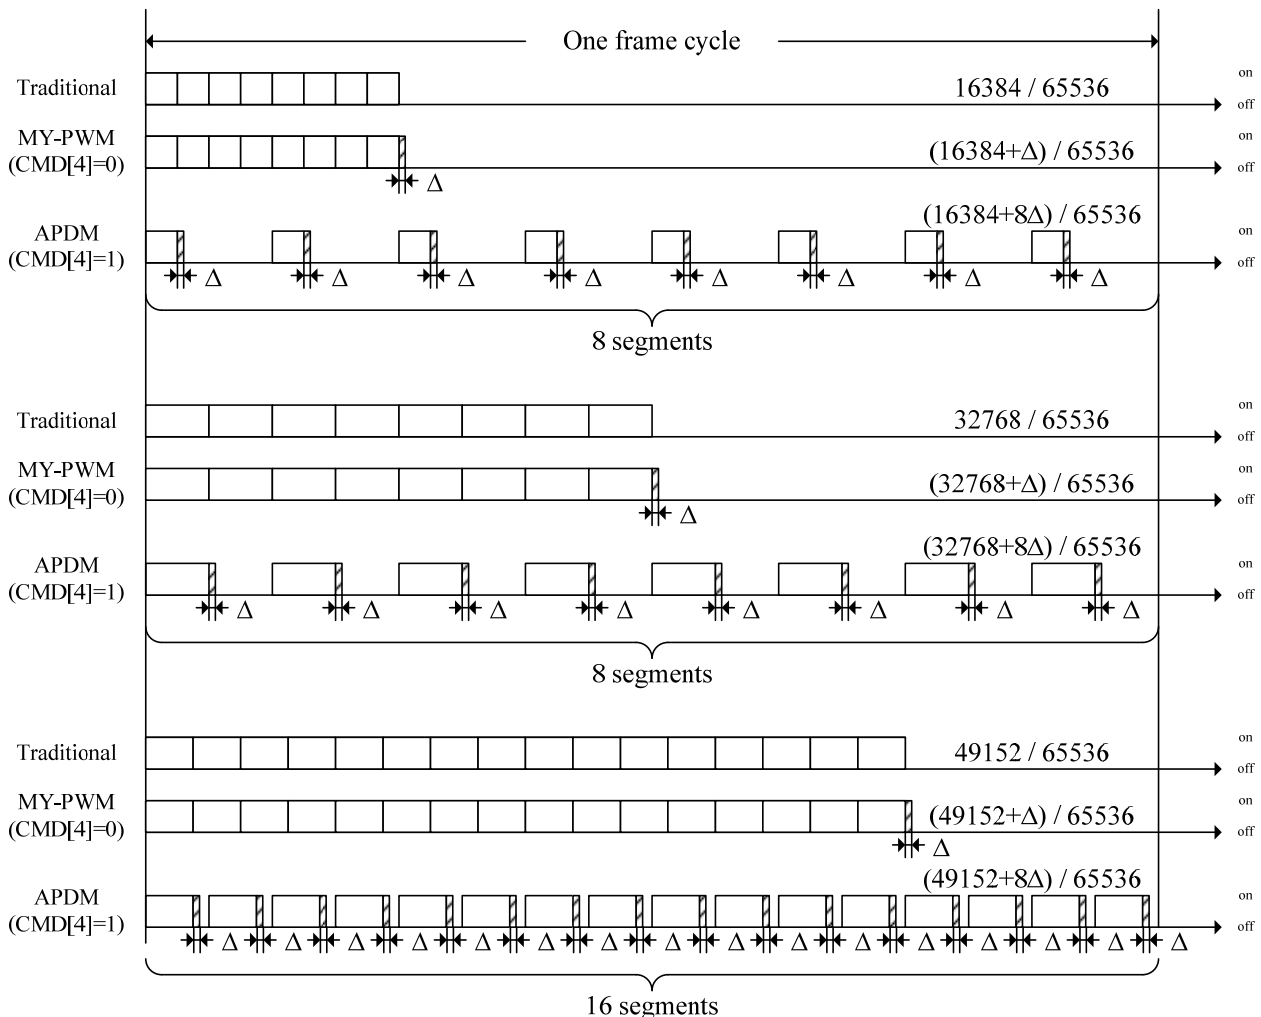 One frame cycle
Traditional 16384 / 65536 on
off
MY-PWM
(CMD[4]=0) (16384+Δ) / 65536 on
off
Δ
APDM
(CMD[4]=1) (16384+8Δ) / 65536 on
off
Δ Δ Δ Δ Δ Δ Δ Δ
8 segments
Traditional 32768 / 65536 on
off
MY-PWM
(CMD[4]=0) (32768+Δ) / 65536 on
off
Δ
APDM
(CMD[4]=1) (32768+8Δ) / 65536 on
off
Δ Δ Δ Δ Δ Δ Δ Δ
8 segments
Traditional 49152 / 65536 on
off
MY-PWM
(CMD[4]=0) (49152+Δ) / 65536 on
off
Δ
APDM
(CMD[4]=1) (49152+8Δ) / 65536 on
off
Δ Δ Δ Δ Δ Δ Δ Δ Δ Δ Δ Δ Δ Δ Δ Δ
16 segments